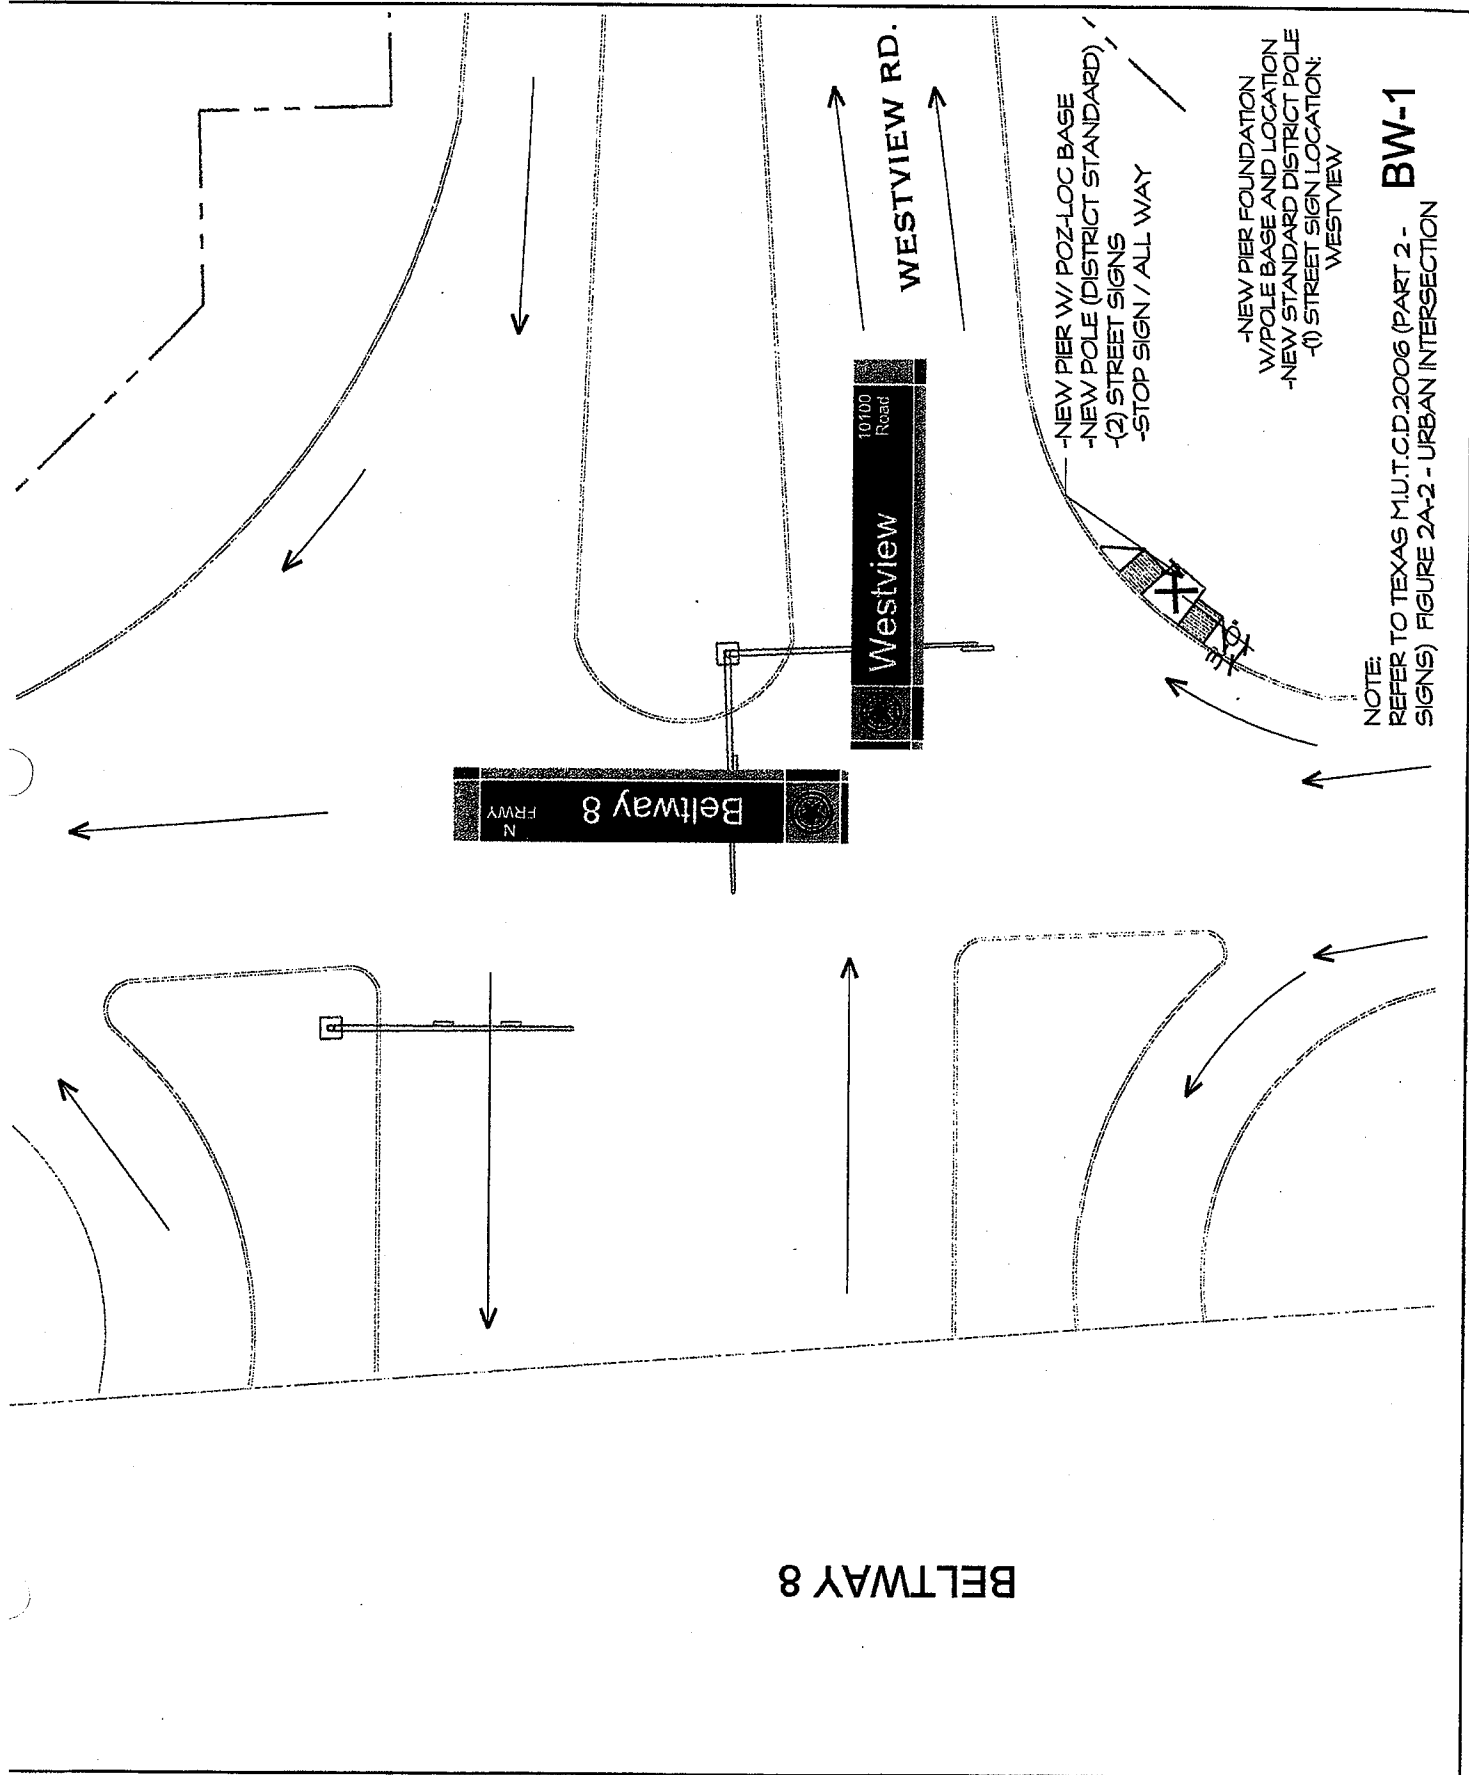 WESTVIEW RD.
-NEW PIER W/ POZ-LOC BASE
-NEW POLE (DISTRICT STANDARD)
-(2) STREET SIGNS
-STOP SIGN / ALL WAY
-NEW PIER FOUNDATION
W/POLE BASE AND LOCATION
-NEW STANDARD DISTRICT POLE
-(1) STREET SIGN LOCATION:
WESTVIEW
10100
Westview Road
N
Beltway 8 FRWY
NOTE:
REFER TO TEXAS M.U.T.C.D.2006 (PART 2 -
SIGNS) FIGURE 2A-2 - URBAN INTERSECTION
BW-1
BELTWAY 8